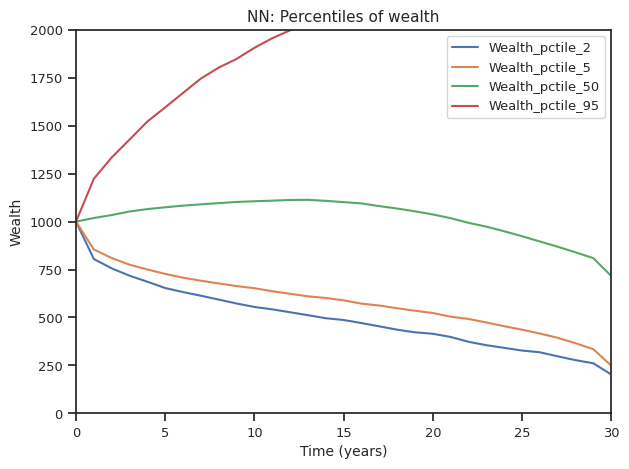 NN: Percentiles of wealth
2000
1750
1500
1250
1000
750
500
250
0
Wealth
Wealth_pctile_2
Wealth_pctile_5
Wealth_pctile_50
Wealth_pctile_95
0 5 10 15 20 25 30
Time (years)